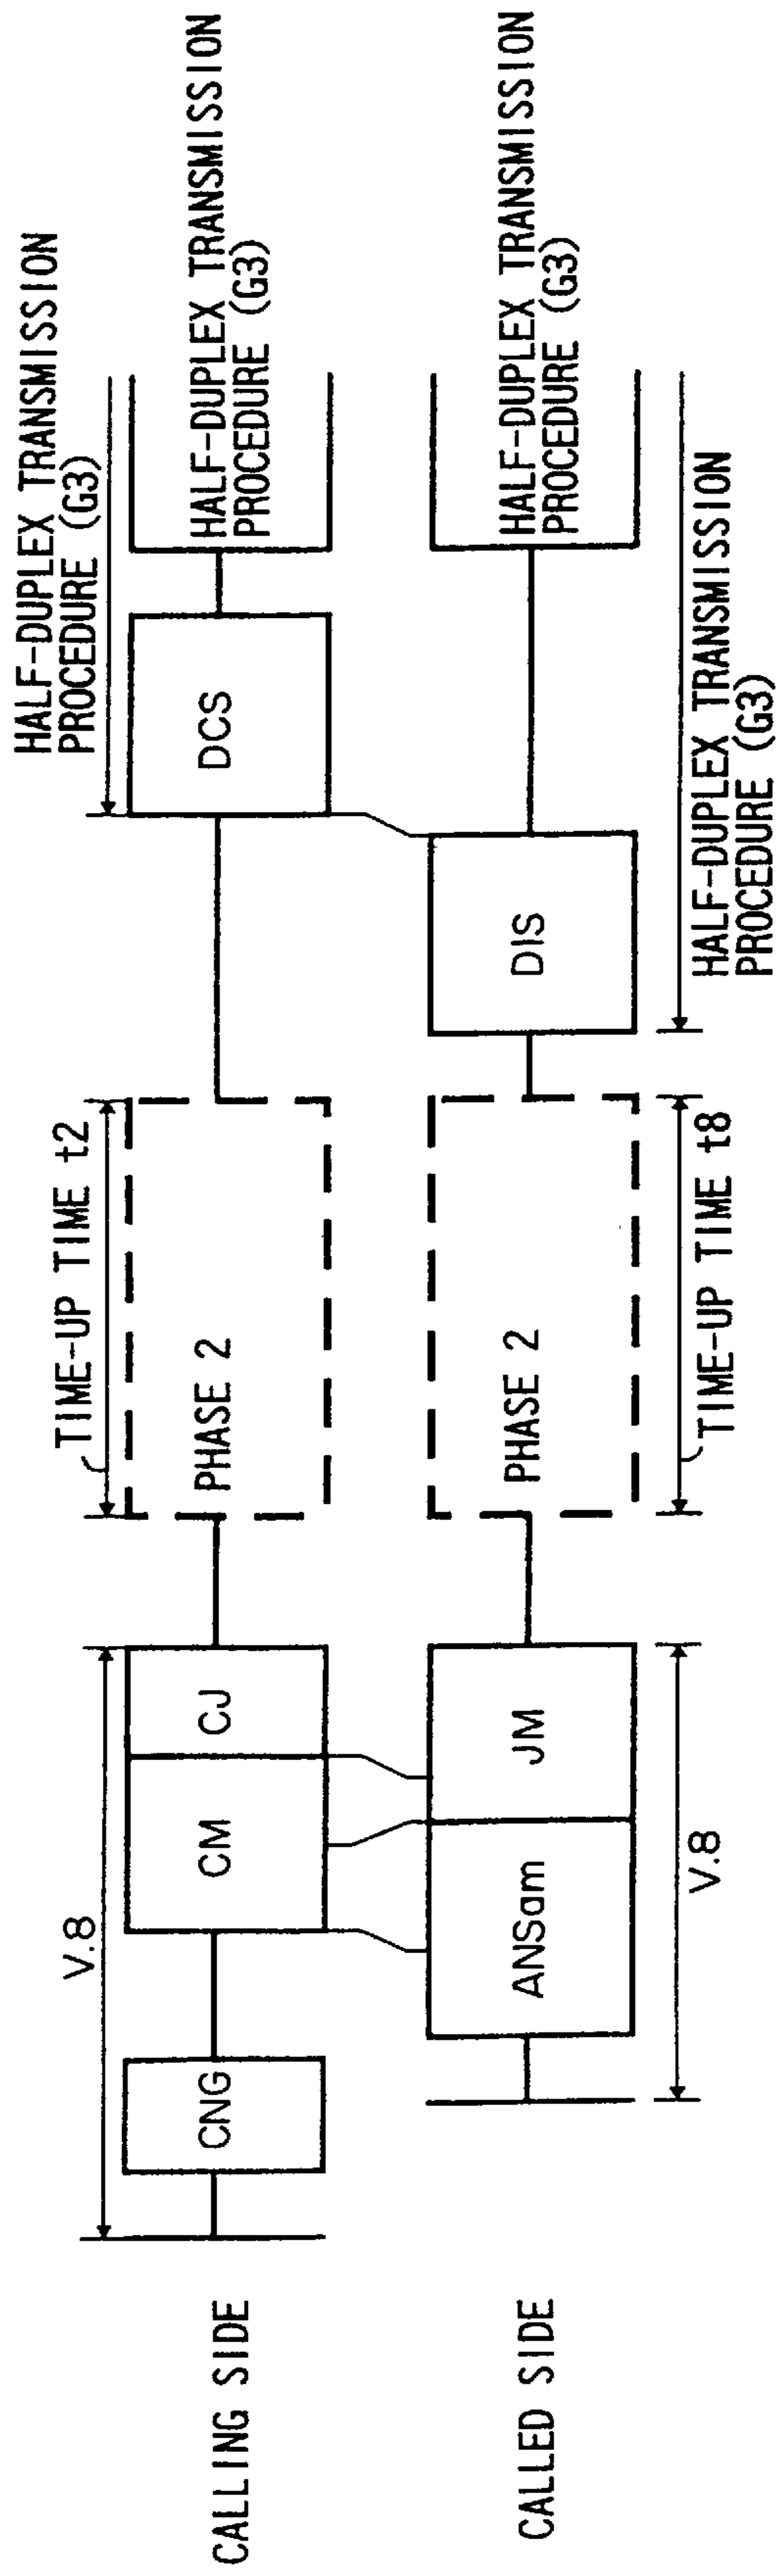 HALF-DUPLEX TRANSMISSION
PROCEDURE (G3)
V.8
TIME-UP TIME t2
CALLING SIDE
CNG
CM
CJ
PHASE 2
DCS
HALF-DUPLEX TRANSMISSION
PROCEDURE (G3)
CALLED SIDE
ANSam
JM
PHASE 2
DIS
HALF-DUPLEX TRANSMISSION
PROCEDURE (G3)
V.8
TIME-UP TIME t8
HALF-DUPLEX TRANSMISSION
PROCEDURE (G3)